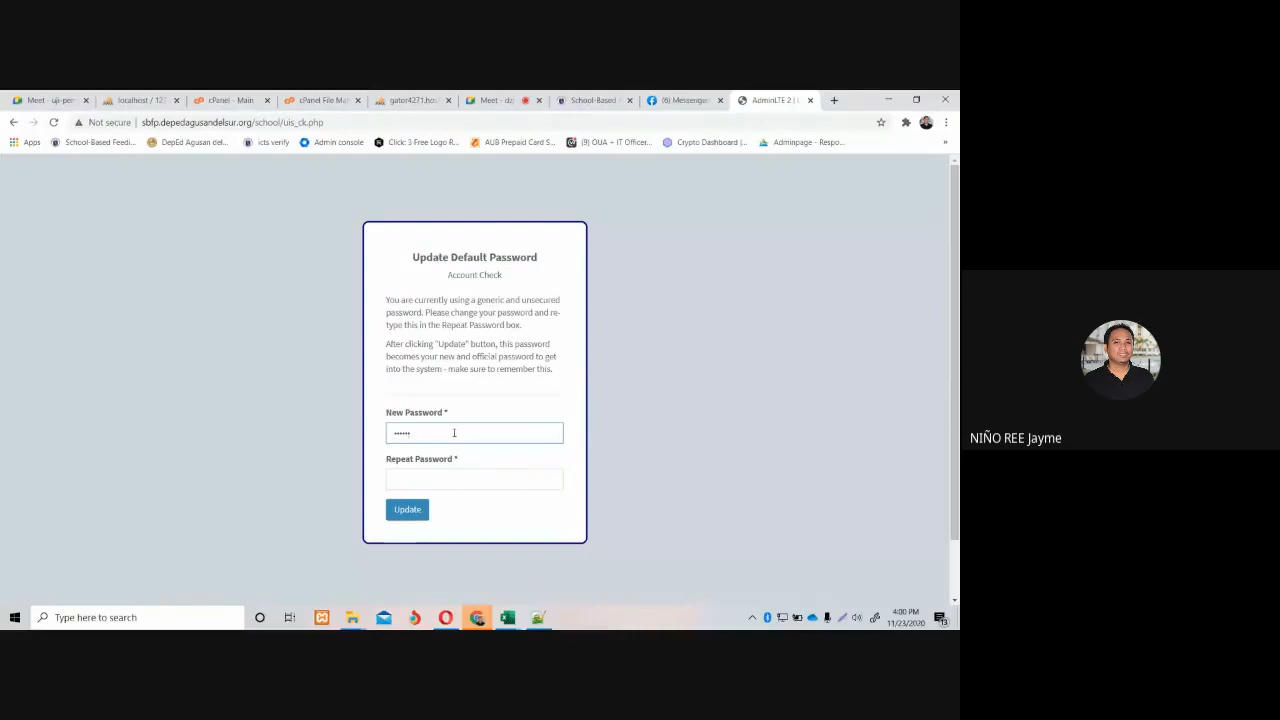 Meet - uji-per
localhost / 127
cPanel - Main
cPanel File Ma
gator4271.hos
Meet - dz
School-Based
(6) Messenger
AdminLTE 2 | L
Not secure | sbfp.depedagusandelsur.org/school/uis_ck.php
Apps
School-Based Feedi...
DepEd Agusan del...
icts verify
Admin console
Click: 3 Free Logo R...
AUB Prepaid Card S...
(9) OUA + IT Officer...
Crypto Dashboard |...
Adminpage - Respo...
»
Update Default Password
Account Check
You are currently using a generic and unsecured
password. Please change your password and re-
type this in the Repeat Password box.
After clicking "Update" button, this password
becomes your new and official password to get
into the system - make sure to remember this.
New Password *
••••••
Repeat Password *
Update
NIÑO REE Jayme
Type here to search
4:00 PM
11/23/2020